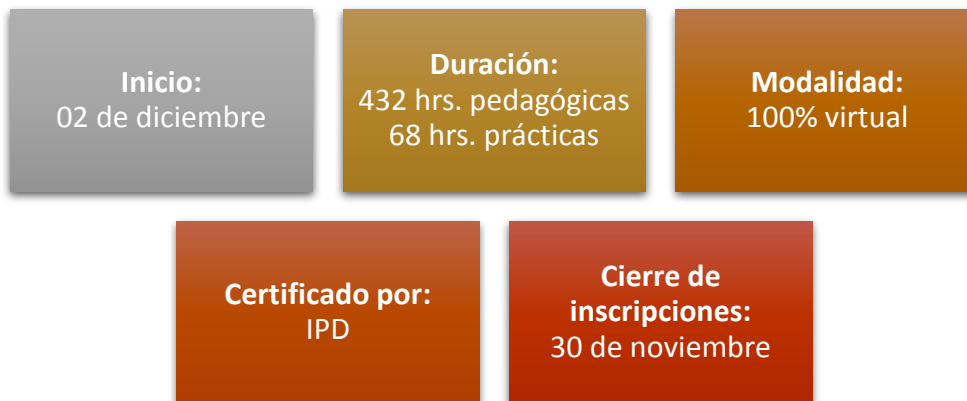 Inicio:
02 de diciembre
Duración:
432 hrs. pedagógicas
68 hrs. prácticas
Modalidad:
100% virtual
Certificado por:
IPD
Cierre de
inscripciones:
30 de noviembre